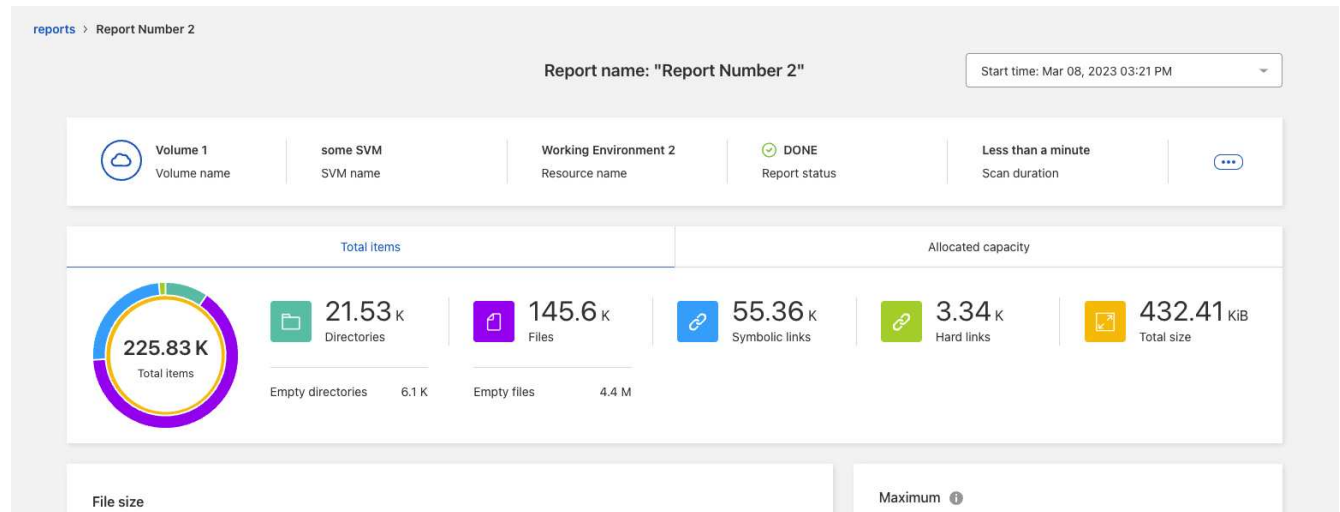 reports > Report Number 2
Report name: "Report Number 2"
Start time: Mar 08, 2023 03:21 PM
Volume 1
Volume name
some SVM
SVM name
Working Environment 2
Resource name
DONE
Report status
Less than a minute
Scan duration
Total items
Allocated capacity
225.83 K
Total items
21.53 K
Directories
Empty directories 6.1 K
145.6 K
Files
Empty files 4.4 M
55.36 K
Symbolic links
3.34 K
Hard links
432.41 KiB
Total size
File size
Maximum